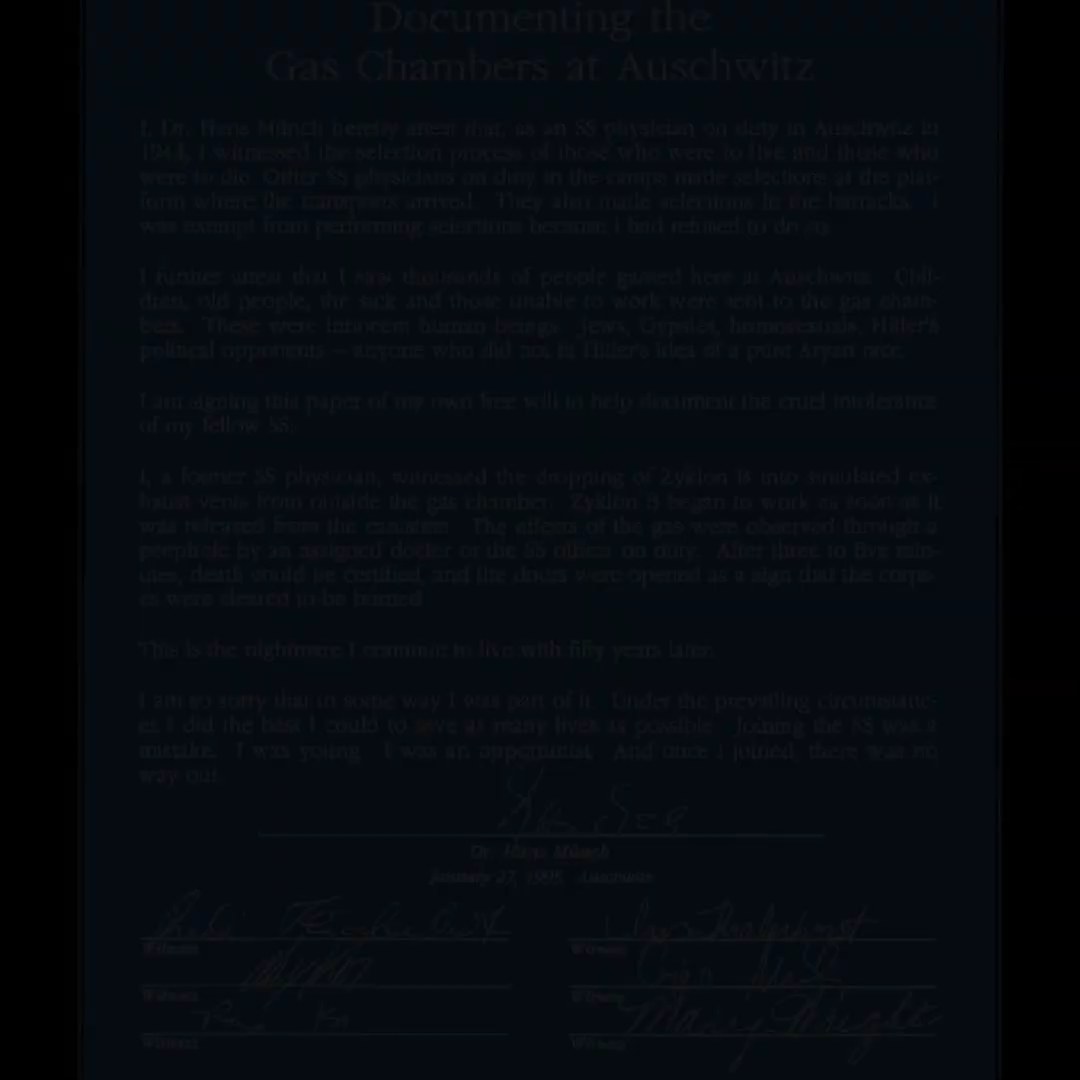 Documenting the
Gas Chambers at Auschwitz
I, Dr. Hans Münch hereby attest that, as an SS physician on duty in Auschwitz in
1944, I witnessed the selection process of those who were to live and those who
were to die. Other SS physicians on duty in the camps made selections at the plat-
form where the transports arrived. They also made selections in the barracks. I
was exempt from performing selections because I had refused to do so.
I further attest that I saw thousands of people gassed here at Auschwitz. Chil-
dren, old people, the sick and those unable to work were sent to the gas cham-
bers. These were innocent human beings: Jews, Gypsies, homosexuals, Hitler's
political opponents – anyone who did not fit Hitler's idea of a pure Aryan race.
I am signing this paper of my own free will to help document the cruel intolerance
of my fellow SS.
I, a former SS physician, witnessed the dropping of Zyklon B into simulated ex-
haust vents from outside the gas chamber. Zyklon B began to work as soon as it
was released from the canisters. The effects of the gas were observed through a
peephole by an assigned doctor or the SS officer on duty. After three to five min-
utes, death could be certified, and the doors were opened as a sign that the corps-
es were cleared to be burned.
This is the nightmare I continue to live with fifty years later.
I am so sorry that in some way I was part of it. Under the prevailing circumstanc-
es I did the best I could to save as many lives as possible. Joining the SS was a
mistake. I was young. I was an opportunist. And once I joined, there was no
way out.
Dr. Hans Münch
January 27, 1995, Auschwitz
Witness
Witness
Witness
Witness
Witness
Witness